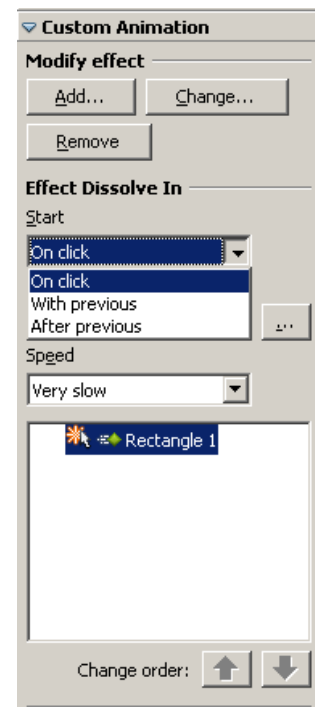 Custom Animation
Modify effect
Add... Change...
Remove
Effect Dissolve In
Start
On click
On click
With previous
After previous
...
Speed
Very slow
Rectangle 1
Change order: